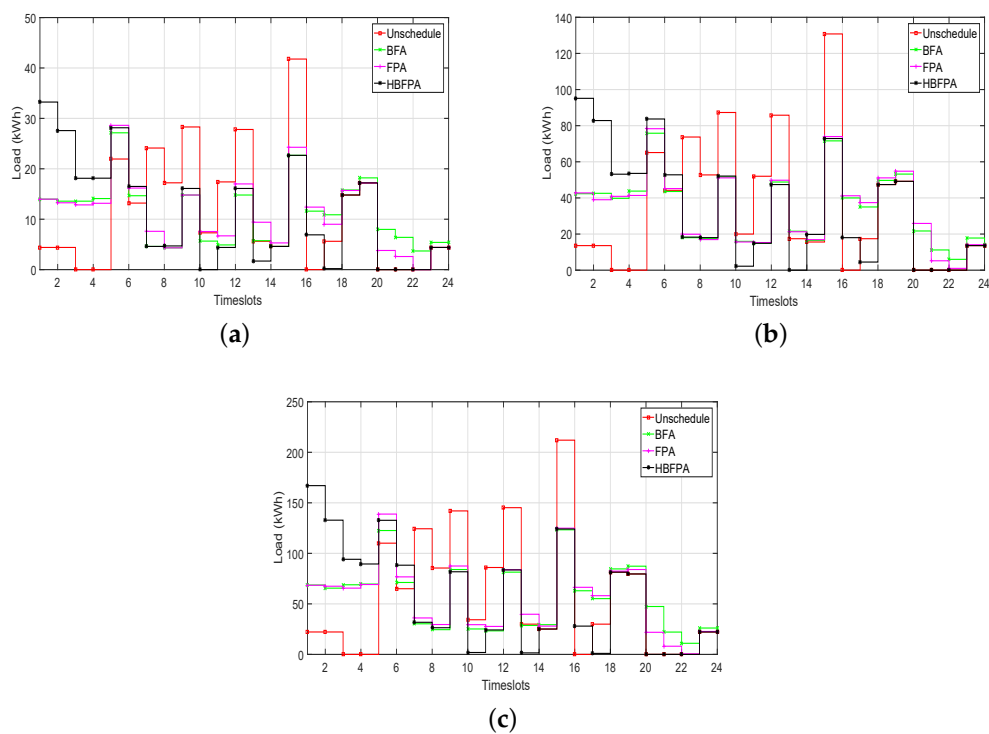 50
40
30
20
10
0
Load (kWh)
2 4 6 8 10 12 14 16 18 20 22 24
Timeslots
Unschedule
BFA
FPA
HBFPA
(a)
140
120
100
80
60
40
20
0
Load (kWh)
2 4 6 8 10 12 14 16 18 20 22 24
Timeslots
Unschedule
BFA
FPA
HBFPA
(b)
250
200
150
100
50
0
Load (kWh)
2 4 6 8 10 12 14 16 18 20 22 24
Timeslots
Unschedule
BFA
FPA
HBFPA
(c)